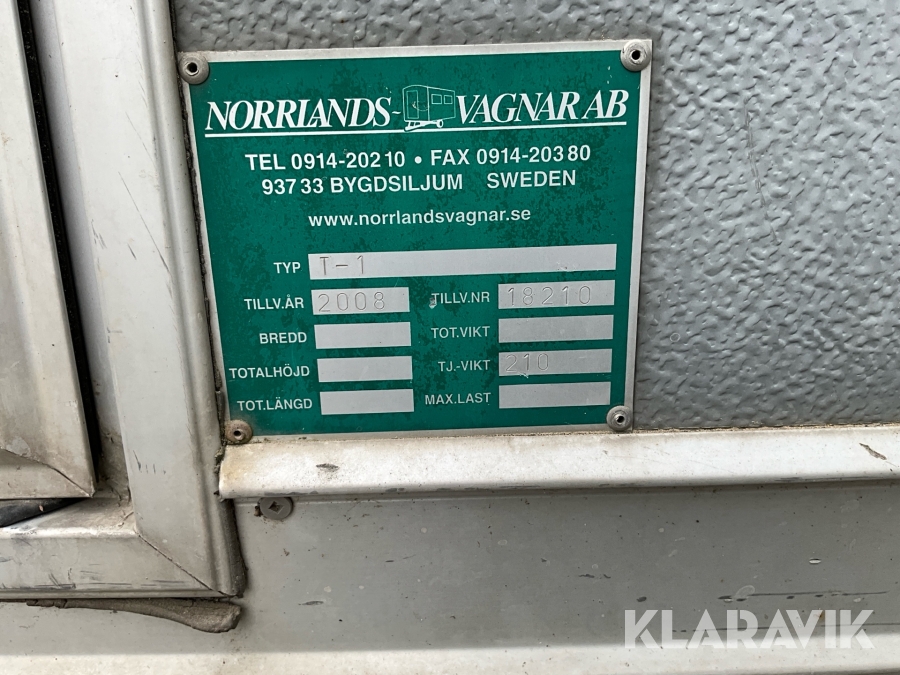 NORRLANDS-VAGNAR AB
TEL 0914-202 10 • FAX 0914-203 80
937 33 BYGDSILJUM SWEDEN
www.norrlandsvagnar.se
TYP T-1
TILLV.ÅR 2008 TILLV.NR 18210
BREDD TOT.VIKT
TOTALHÖJD TJ.-VIKT 210
TOT.LÄNGD MAX.LAST
KLARAVIK